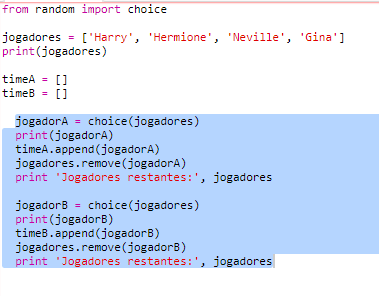 from random import choice
jogadores = ['Harry', 'Hermione', 'Neville', 'Gina']
print(jogadores)
timeA = []
timeB = []
jogadorA = choice(jogadores)
print(jogadorA)
timeA.append(jogadorA)
jogadores.remove(jogadorA)
print 'Jogadores restantes:', jogadores
jogadorB = choice(jogadores)
print(jogadorB)
timeB.append(jogadorB)
jogadores.remove(jogadorB)
print 'Jogadores restantes:', jogadores